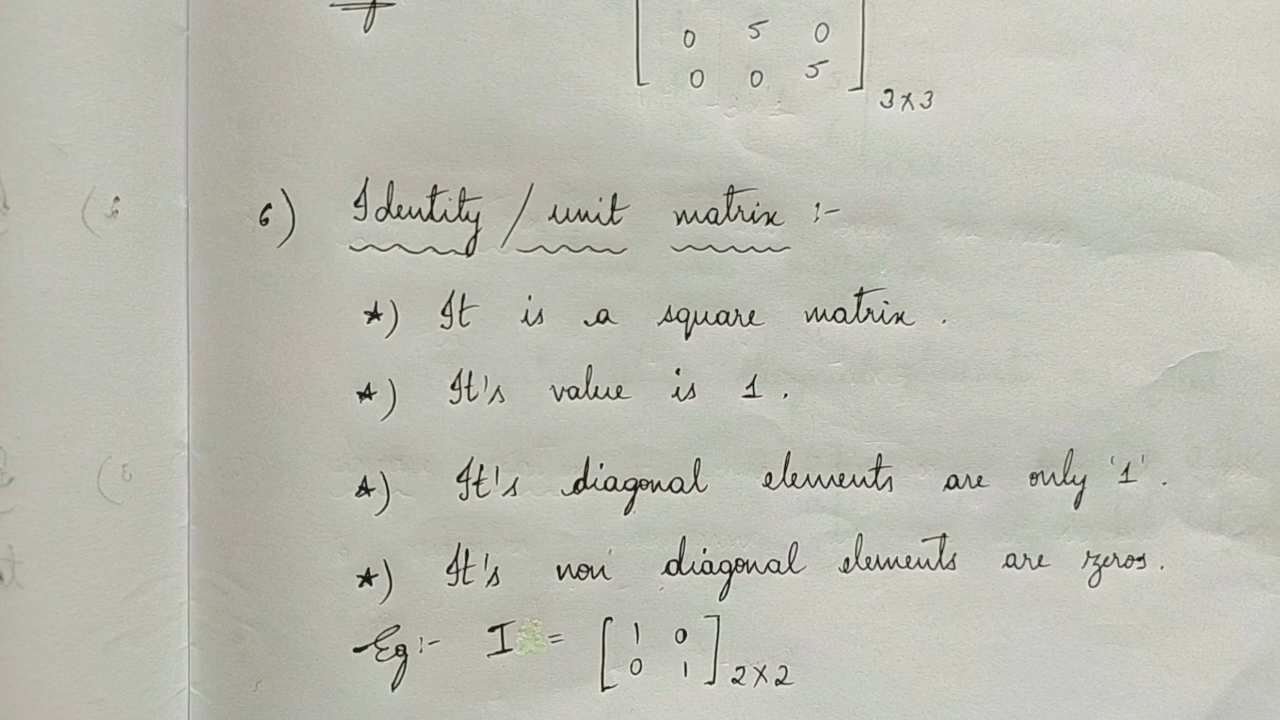 0 5 0
0 0 5
3×3
6) Identity / unit matrix :-
*) It is a square matrix.
*) It's value is 1.
*) It's diagonal elements are only '1'.
*) It's non diagonal elements are zeros.
Eg:- I = [ 1 0
0 1 ] 2×2